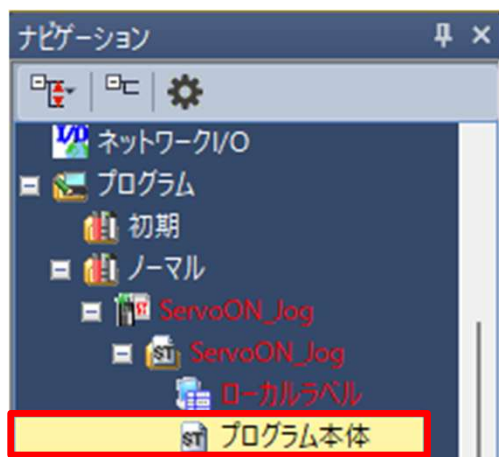 ナビゲーション
ネットワークI/O
プログラム
初期
ノーマル
ServoON_Jog
ServoON_Jog
ローカルラベル
プログラム本体